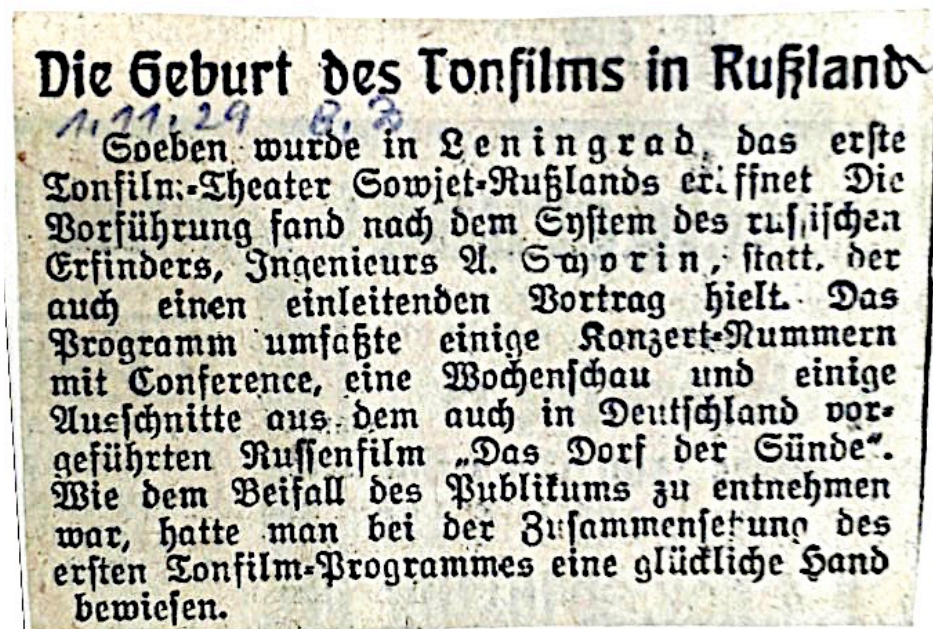 Die Geburt des Tonfilms in Rußland
1.11.29 B.Z
Soeben wurde in Leningrad das erste
Tonfilm-Theater Sowjet-Rußlands eröffnet Die
Vorführung fand nach dem System des russischen
Erfinders, Ingenieurs A. Schorin, statt, der
auch einen einleitenden Vortrag hielt. Das
Programm umfaßte einige Konzert-Nummern
mit Conference, eine Wochenschau und einige
Ausschnitte aus dem auch in Deutschland vor-
geführten Russenfilm „Das Dorf der Sünde“.
Wie dem Beifall des Publikums zu entnehmen
war, hatte man bei der Zusammensetzung des
ersten Tonfilm-Programmes eine glückliche Hand
bewiesen.